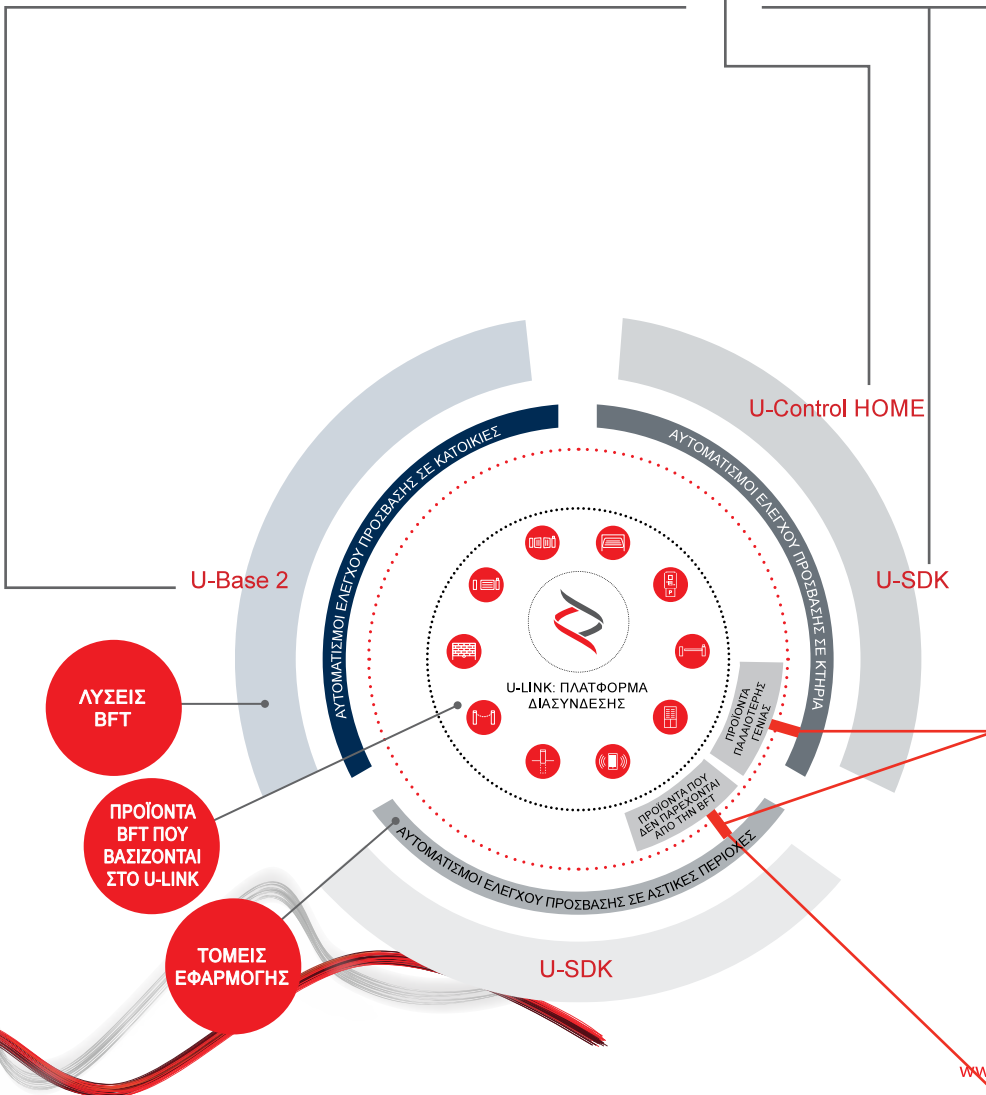 U-Control HOME
ΑΥΤΟΜΑΤΙΣΜΟΙ ΕΛΕΓΧΟΥ ΠΡΟΣΒΑΣΗΣ ΣΕ ΚΑΤΟΙΚΙΕΣ
ΑΥΤΟΜΑΤΙΣΜΟΙ ΕΛΕΓΧΟΥ ΠΡΟΣΒΑΣΗΣ ΣΕ ΚΤΗΡΙΑ
U-Base 2
U-SDK
P
U-LINK: ΠΛΑΤΦΟΡΜΑ
ΔΙΑΣΥΝΔΕΣΗΣ
ΛΥΣΕΙΣ
BFT
ΠΡΟΪΟΝΤΑ
ΠΑΛΑΙΟΤΕΡΗΣ
ΓΕΝΙΑΣ
ΠΡΟΪΟΝΤΑ ΠΟΥ
ΔΕΝ ΠΑΡΕΧΟΝΤΑΙ
ΑΠΟ ΤΗΝ BFT
ΠΡΟΪΟΝΤΑ
BFT ΠΟΥ
ΒΑΣΙΖΟΝΤΑΙ
ΣΤΟ U-LINK
ΑΥΤΟΜΑΤΙΣΜΟΙ ΕΛΕΓΧΟΥ ΠΡΟΣΒΑΣΗΣ ΣΕ ΑΣΤΙΚΕΣ ΠΕΡΙΟΧΕΣ
ΤΟΜΕΙΣ
ΕΦΑΡΜΟΓΗΣ
U-SDK